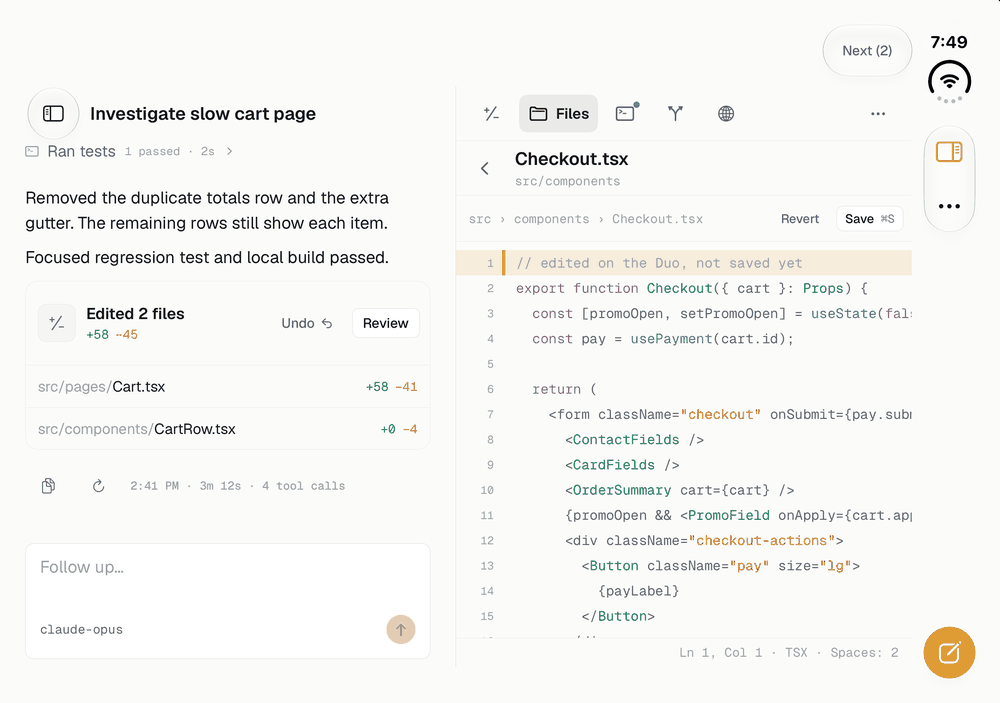 Next (2)
7:49
Investigate slow cart page
Ran tests 1 passed · 2s
Removed the duplicate totals row and the extra
gutter. The remaining rows still show each item.
Focused regression test and local build passed.
Edited 2 files
+58 -45
Undo
Review
src/pages/Cart.tsx +58 -41
src/components/CartRow.tsx +0 -4
2:41 PM · 3m 12s · 4 tool calls
Follow up…
claude-opus
Files
Checkout.tsx
src/components
src › components › Checkout.tsx
Revert
Save ⌘S
1 // edited on the Duo, not saved yet
2 export function Checkout({ cart }: Props) {
3 const [promoOpen, setPromoOpen] = useState(fals
4 const pay = usePayment(cart.id);
5
6 return (
7 <form className="checkout" onSubmit={pay.subm
8 <ContactFields />
9 <CardFields />
10 <OrderSummary cart={cart} />
11 {promoOpen && <PromoField onApply={cart.app
12 <div className="checkout-actions">
13 <Button className="pay" size="lg">
14 {payLabel}
15 </Button>
Ln 1, Col 1 · TSX · Spaces: 2